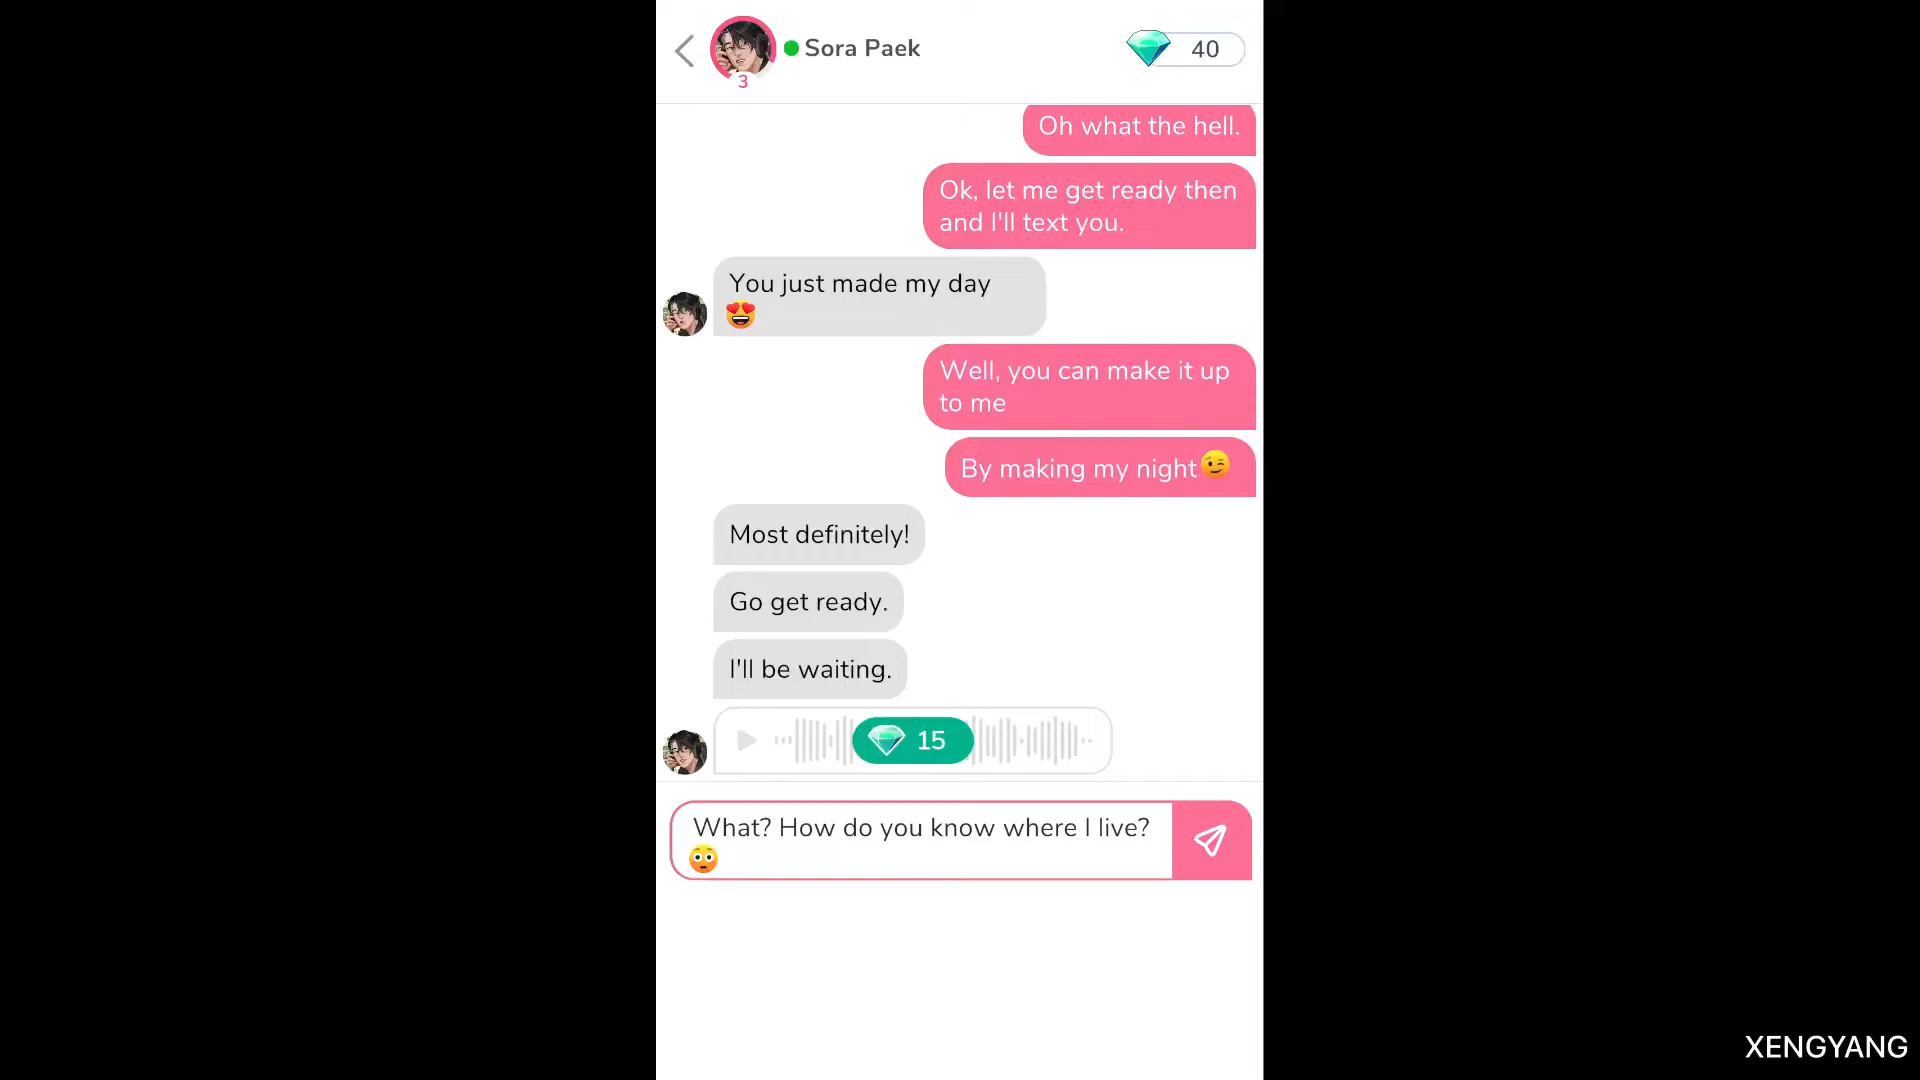 Sora Paek
40
3
Oh what the hell.
Ok, let me get ready then
and I'll text you.
You just made my day
😍
Well, you can make it up
to me
By making my night😉
Most definitely!
Go get ready.
I'll be waiting.
15
What? How do you know where I live?
😳
XENGYANG